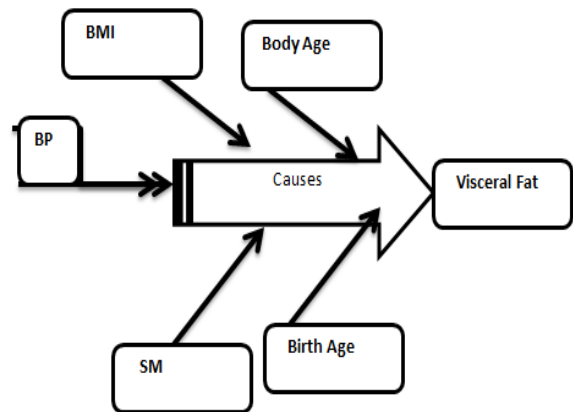 BMI
Body Age
BP
Causes
Visceral Fat
SM
Birth Age